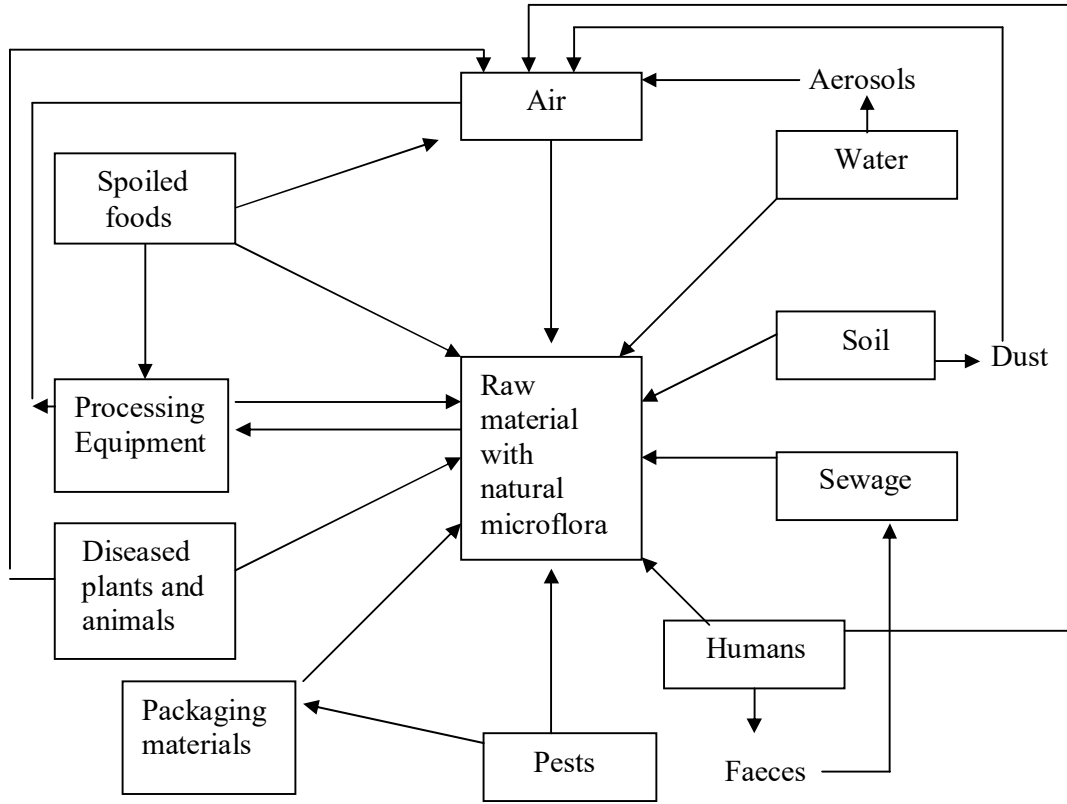 Air
Aerosols
Water
Spoiled
foods
Soil
Dust
Processing
Equipment
Raw
material
with
natural
microflora
Sewage
Diseased
plants and
animals
Humans
Packaging
materials
Pests
Faeces